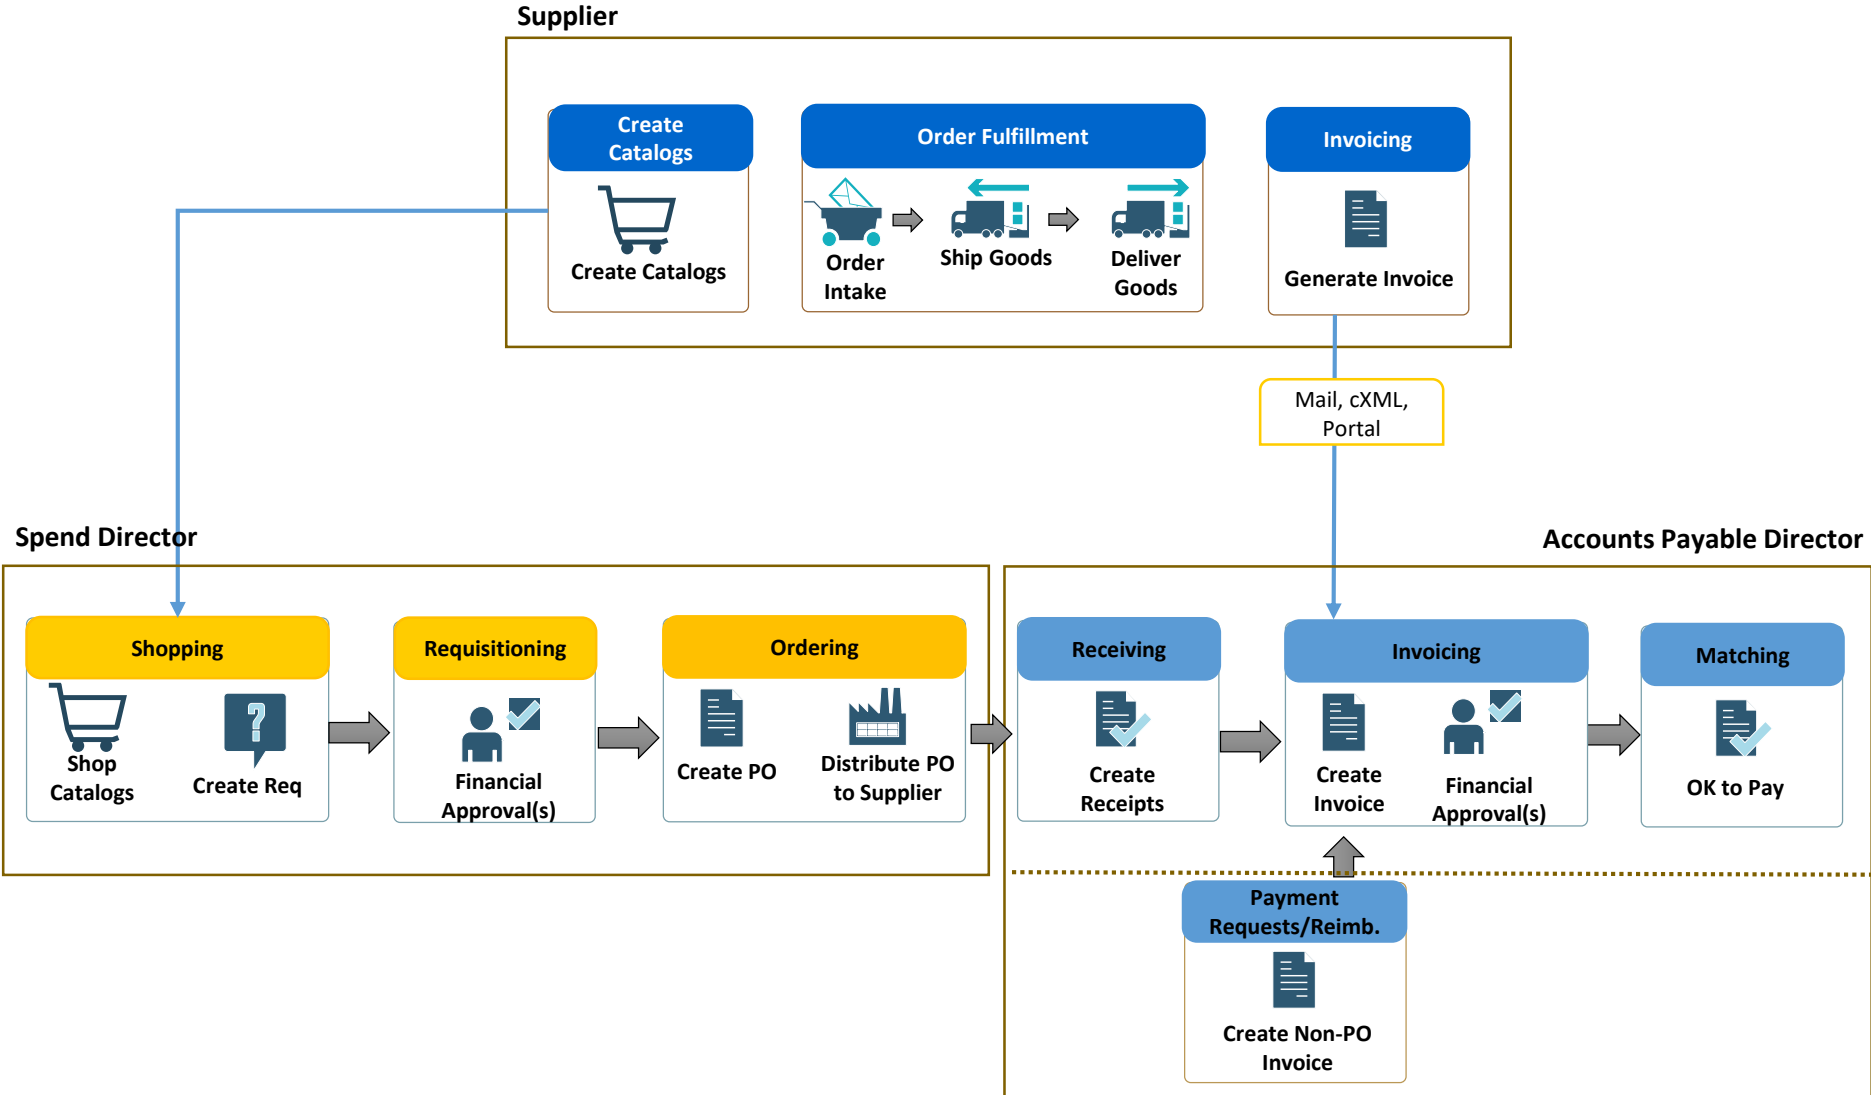 Supplier
Create
Catalogs
Order Fulfillment
Invoicing
Create Catalogs
Order
Intake
Ship Goods
Deliver
Goods
Generate Invoice
Mail, cXML,
Portal
Spend Director
Accounts Payable Director
Shopping
Requisitioning
Ordering
Receiving
Invoicing
Matching
?
Shop
Catalogs
Create Req
Financial
Approval(s)
Create PO
Distribute PO
to Supplier
Create
Receipts
Create
Invoice
Financial
Approval(s)
OK to Pay
Payment
Requests/Reimb.
Create Non-PO
Invoice